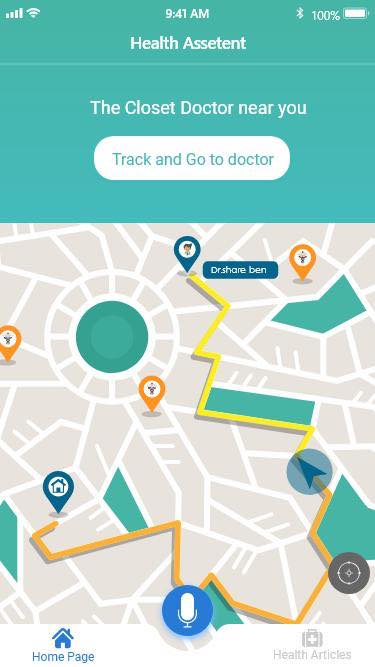 9:41 AM
100%
Health Assetent
The Closet Doctor near you
Track and Go to doctor
Dr.share ben
Home Page
Health Articles